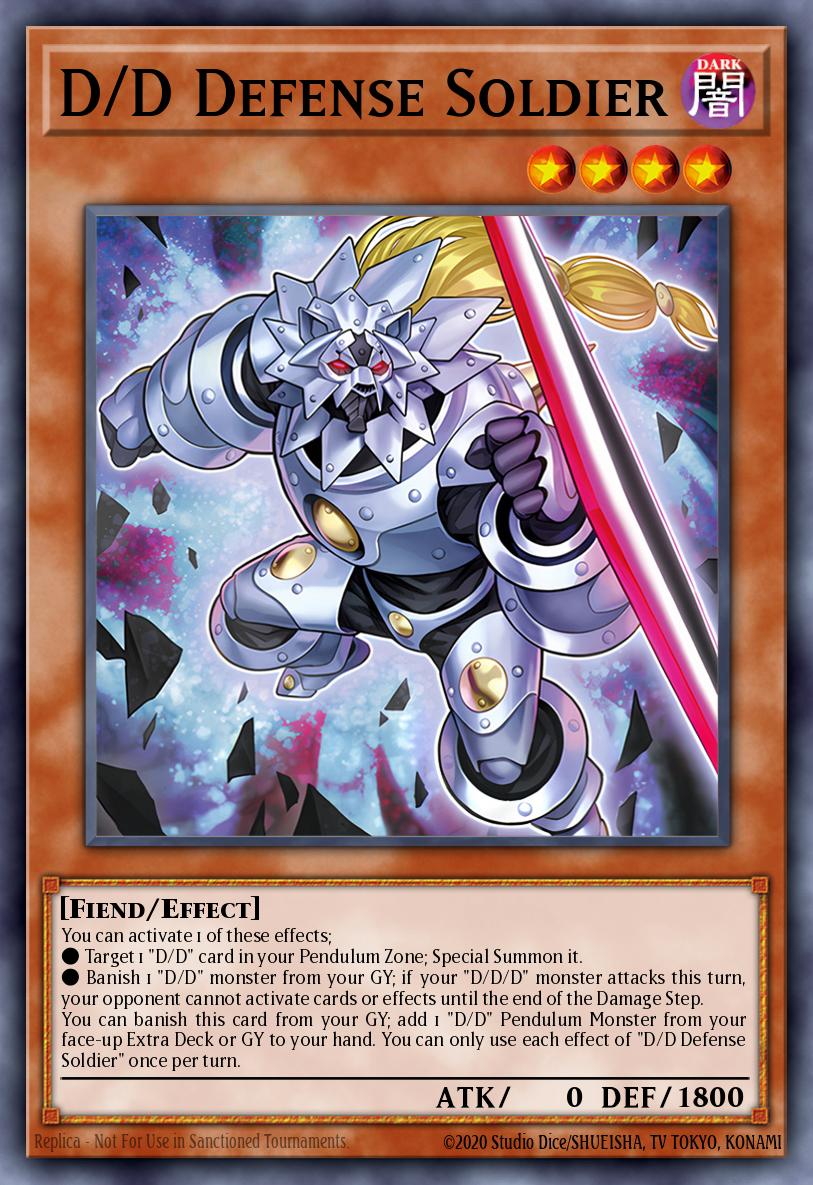 D/D Defense Soldier
DARK
闇
[Fiend/Effect]
You can activate 1 of these effects;
● Target 1 "D/D" card in your Pendulum Zone; Special Summon it.
● Banish 1 "D/D" monster from your GY; if your "D/D/D" monster attacks this turn,
your opponent cannot activate cards or effects until the end of the Damage Step.
You can banish this card from your GY; add 1 "D/D" Pendulum Monster from your
face-up Extra Deck or GY to your hand. You can only use each effect of "D/D Defense
Soldier" once per turn.
ATK/ 0 DEF/1800
Replica - Not For Use in Sanctioned Tournaments.
©2020 Studio Dice/SHUEISHA, TV TOKYO, KONAMI